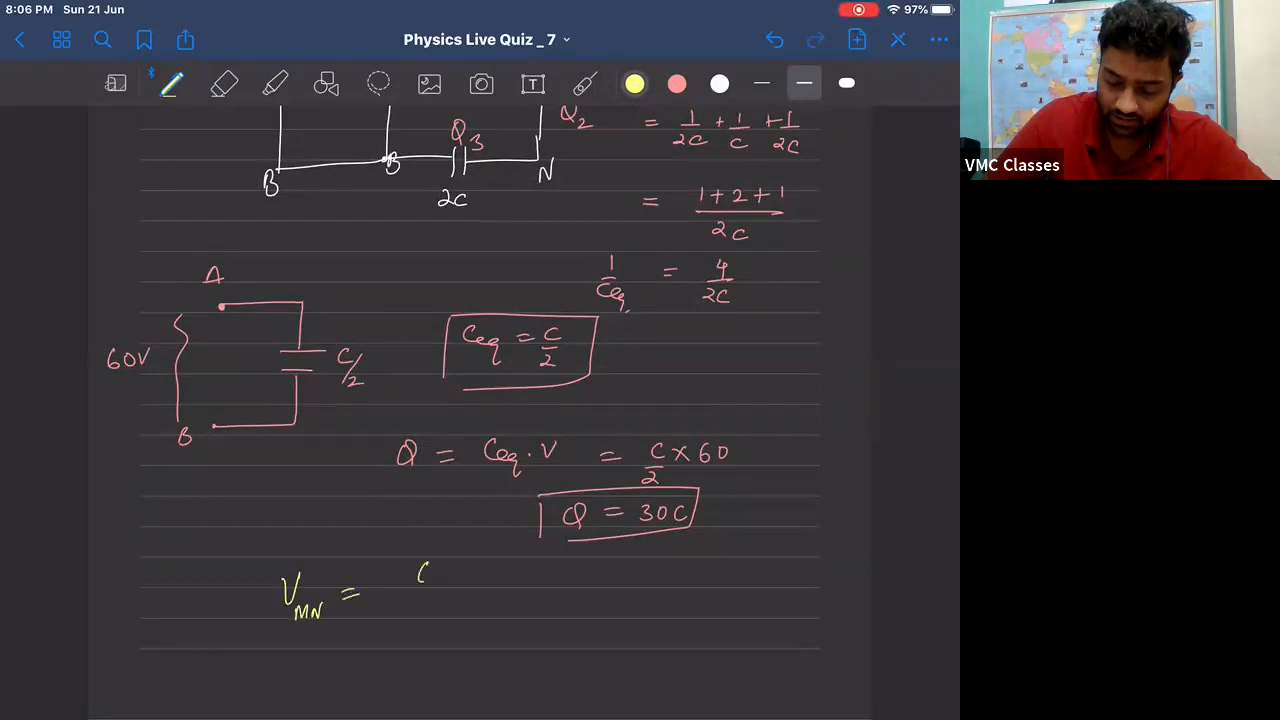 8:06 PM Sun 21 Jun
97%
Physics Live Quiz _ 7
T
VMC Classes
Q2
= 1/2C + 1/C + 1/2C
Q3
B
B
N
2C
= 1 + 2 + 1 / 2C
A
1/Ceq = 4/2C
Ceq = C/2
60V
C/2
B
Q = Ceq . V = C/2 × 60
Q = 30C
VMN = (